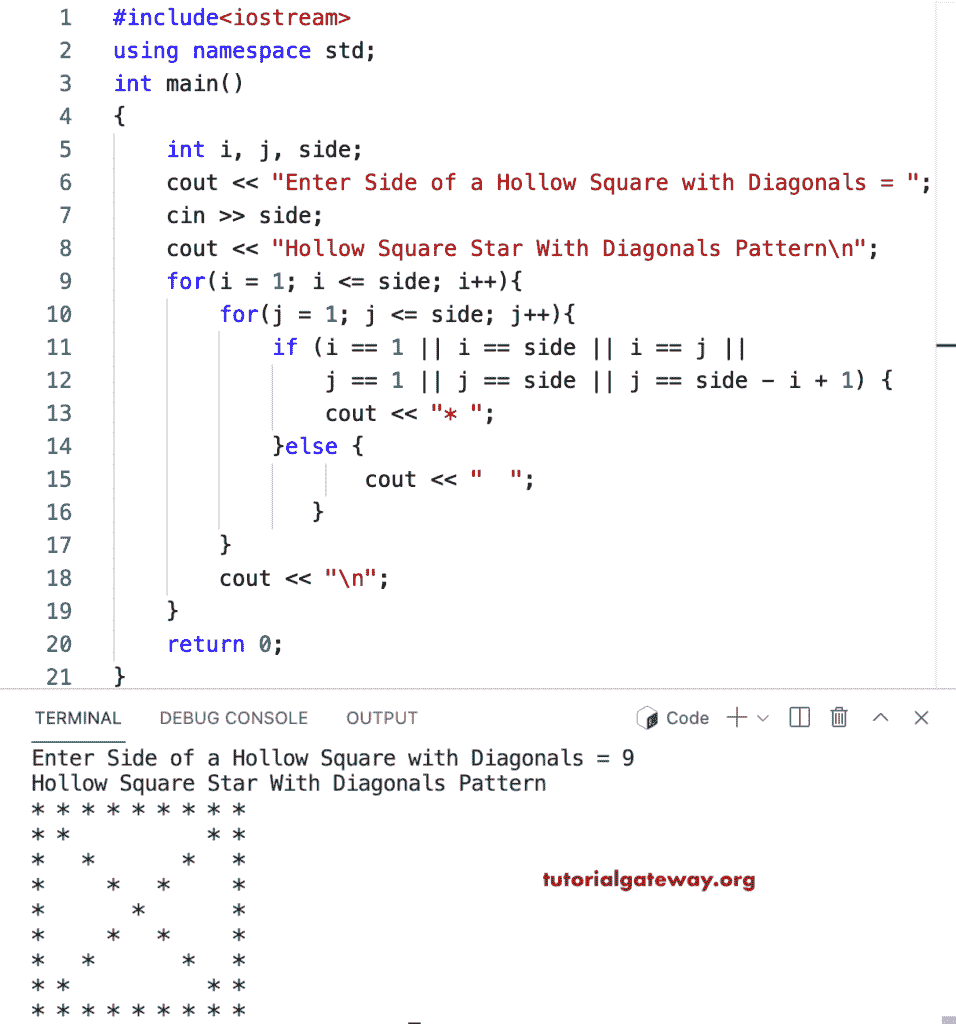 1 #include<iostream>
2 using namespace std;
3 int main()
4 {
5     int i, j, side;
6     cout << "Enter Side of a Hollow Square with Diagonals = ";
7     cin >> side;
8     cout << "Hollow Square Star With Diagonals Pattern\n";
9     for(i = 1; i <= side; i++){
10         for(j = 1; j <= side; j++){
11             if (i == 1 || i == side || i == j ||
12                 j == 1 || j == side || j == side - i + 1) {
13                 cout << "* ";
14             }else {
15                    cout << "  ";
16                }
17         }
18         cout << "\n";
19     }
20     return 0;
21 }
TERMINAL DEBUG CONSOLE OUTPUT Code
Enter Side of a Hollow Square with Diagonals = 9
Hollow Square Star With Diagonals Pattern
* * * * * * * * *
* *           * *
*   *       *   *
*     *   *     *
tutorialgateway.org
*       *       *
*     *   *     *
*   *       *   *
* *           * *
* * * * * * * * *